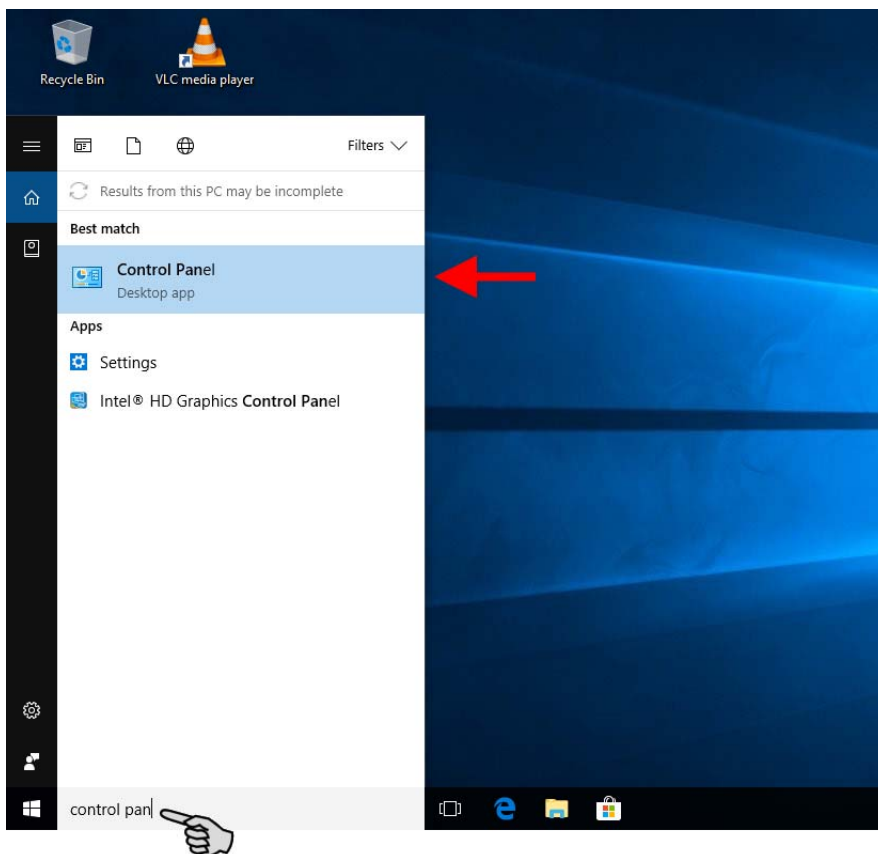 Recycle Bin
VLC media player
Filters
Results from this PC may be incomplete
Best match
Control Panel
Desktop app
Apps
Settings
Intel® HD Graphics Control Panel
control pan